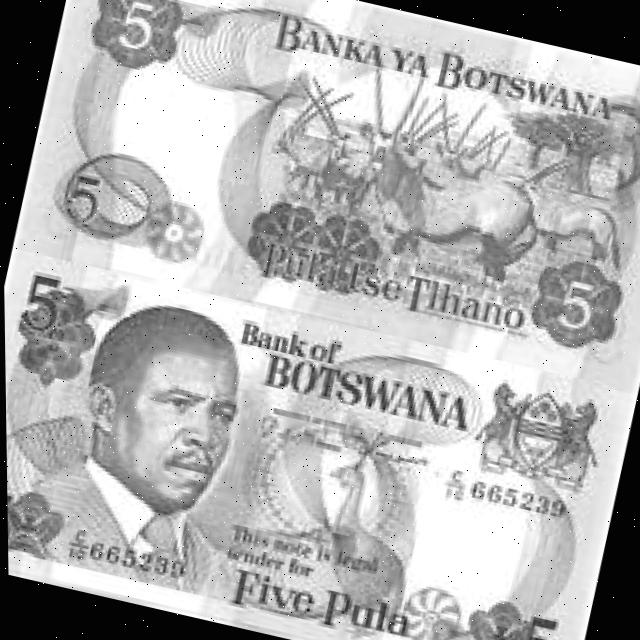 5
BANKA YA BOTSWANA
5
Dipula tse Tlhano
5
5
Bank of
BOTSWANA
C/12 665239
C/12 665239
This note is legal
tender for
Five Pula
5